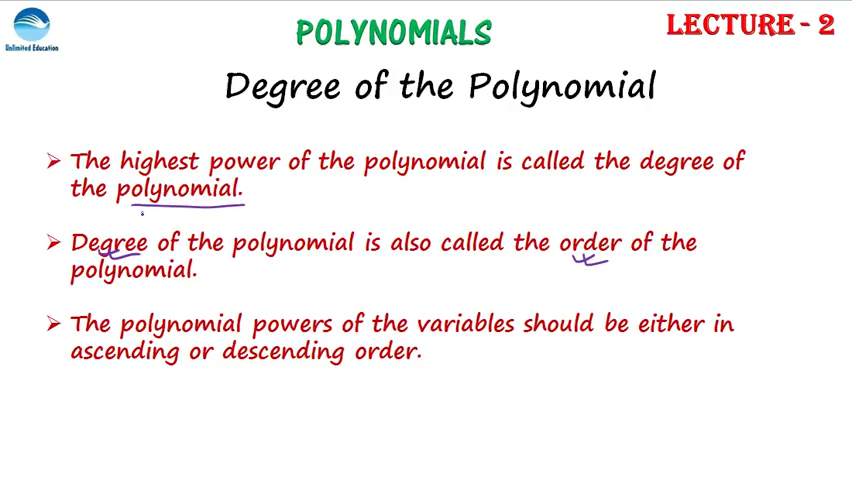 POLYNOMIALS
LECTURE - 2
Unlimited Education
Degree of the Polynomial
➢ The highest power of the polynomial is called the degree of
the polynomial.
➢ Degree of the polynomial is also called the order of the
polynomial.
➢ The polynomial powers of the variables should be either in
ascending or descending order.